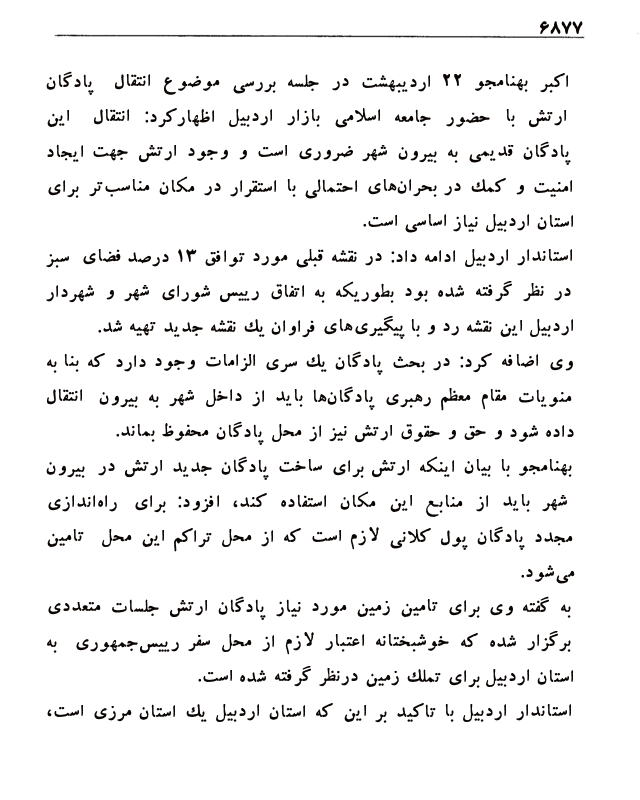 ۶۸۷۷
اکبر بهنامجو ۲۲ اردیبهشت در جلسه بررسی موضوع انتقال پادگان
ارتش با حضور جامعه اسلامی بازار اردبیل اظهارکرد: انتقال این
پادگان قدیمی به بیرون شهر ضروری است و وجود ارتش جهت ایجاد
امنیت و کمک در بحران‌های احتمالی با استقرار در مکان مناسب‌تر برای
استان اردبیل نیاز اساسی است.
استاندار اردبیل ادامه داد: در نقشه قبلی مورد توافق ۱۳ درصد فضای سبز
در نظر گرفته شده بود بطوریکه به اتفاق رییس شورای شهر و شهردار
اردبیل این نقشه رد و با پیگیری‌های فراوان یک نقشه جدید تهیه شد.
وی اضافه کرد: در بحث پادگان یک سری الزامات وجود دارد که بنا به
منویات مقام معظم رهبری پادگان‌ها باید از داخل شهر به بیرون انتقال
داده شود و حق و حقوق ارتش نیز از محل پادگان محفوظ بماند.
بهنامجو با بیان اینکه ارتش برای ساخت پادگان جدید ارتش در بیرون
شهر باید از منابع این مکان استفاده کند، افزود: برای راه‌اندازی
مجدد پادگان پول کلانی لازم است که از محل تراکم این محل تامین
می‌شود.
به گفته وی برای تامین زمین مورد نیاز پادگان ارتش جلسات متعددی
برگزار شده که خوشبختانه اعتبار لازم از محل سفر رییس‌جمهوری به
استان اردبیل برای تملک زمین درنظر گرفته شده است.
استاندار اردبیل با تاکید بر این که استان اردبیل یک استان مرزی است،